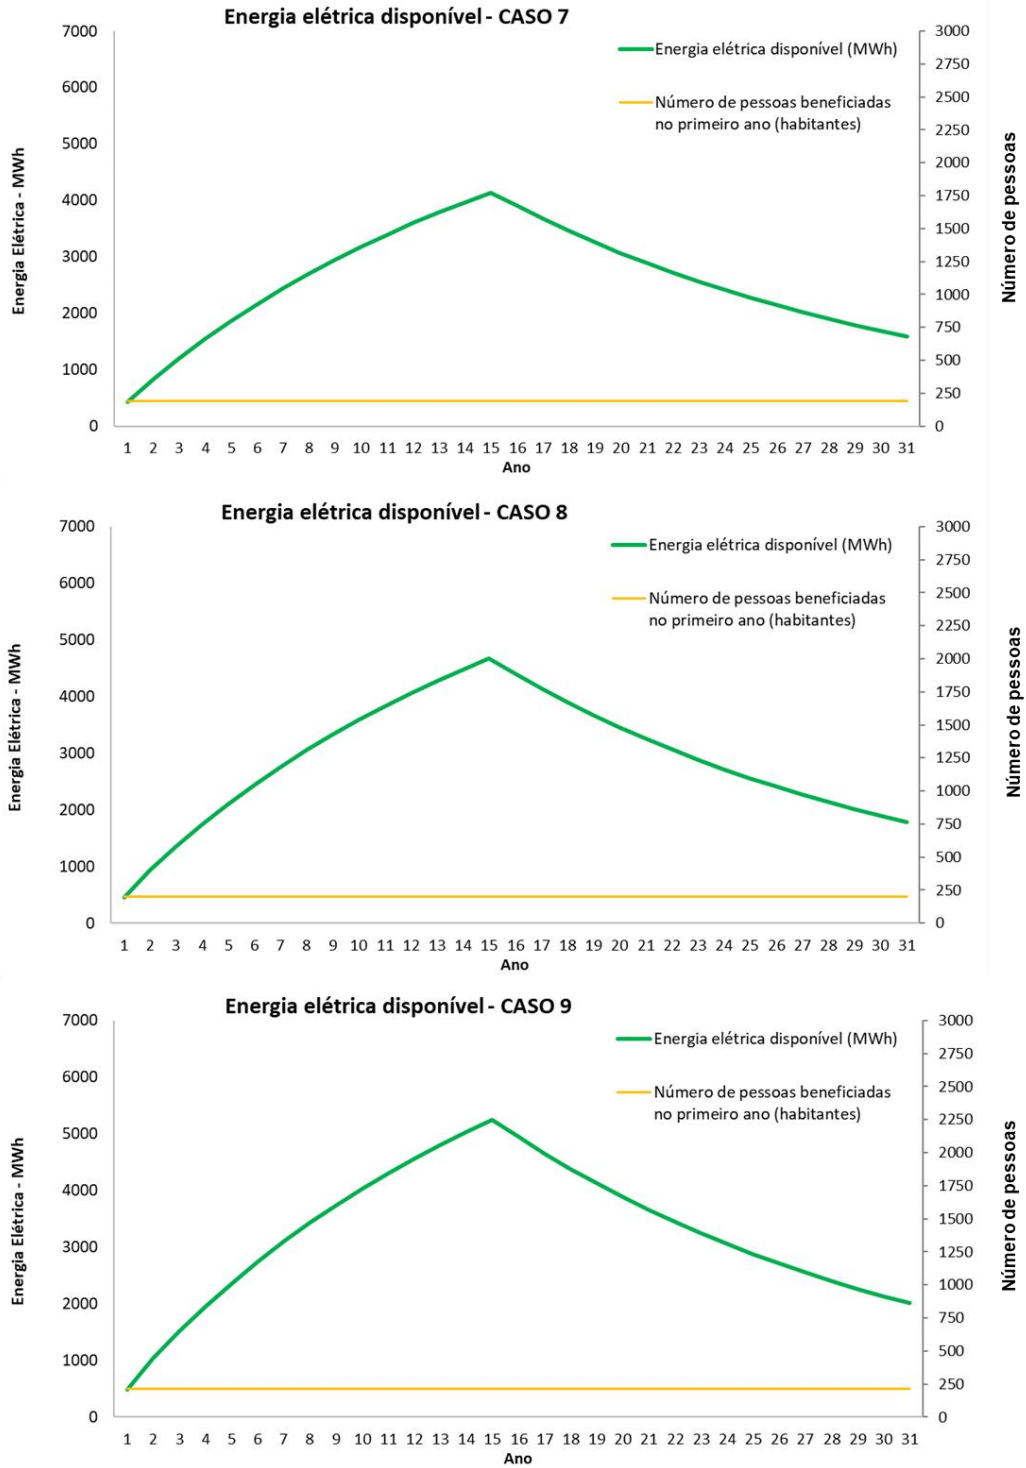 Energia elétrica disponível - CASO 7
7000
6000
5000
4000
3000
2000
1000
0
Energia Elétrica - MWh
Energia elétrica disponível (MWh)
Número de pessoas beneficiadas
no primeiro ano (habitantes)
3000
2750
2500
2250
2000
1750
1500
1250
1000
750
500
250
0
Número de pessoas
1 2 3 4 5 6 7 8 9 10 11 12 13 14 15 16 17 18 19 20 21 22 23 24 25 26 27 28 29 30 31
Ano
Energia elétrica disponível - CASO 8
7000
6000
5000
4000
3000
2000
1000
0
Energia Elétrica - MWh
Energia elétrica disponível (MWh)
Número de pessoas beneficiadas
no primeiro ano (habitantes)
3000
2750
2500
2250
2000
1750
1500
1250
1000
750
500
250
0
Número de pessoas
1 2 3 4 5 6 7 8 9 10 11 12 13 14 15 16 17 18 19 20 21 22 23 24 25 26 27 28 29 30 31
Ano
Energia elétrica disponível - CASO 9
7000
6000
5000
4000
3000
2000
1000
0
Energia Elétrica - MWh
Energia elétrica disponível (MWh)
Número de pessoas beneficiadas
no primeiro ano (habitantes)
3000
2750
2500
2250
2000
1750
1500
1250
1000
750
500
250
0
Número de pessoas
1 2 3 4 5 6 7 8 9 10 11 12 13 14 15 16 17 18 19 20 21 22 23 24 25 26 27 28 29 30 31
Ano